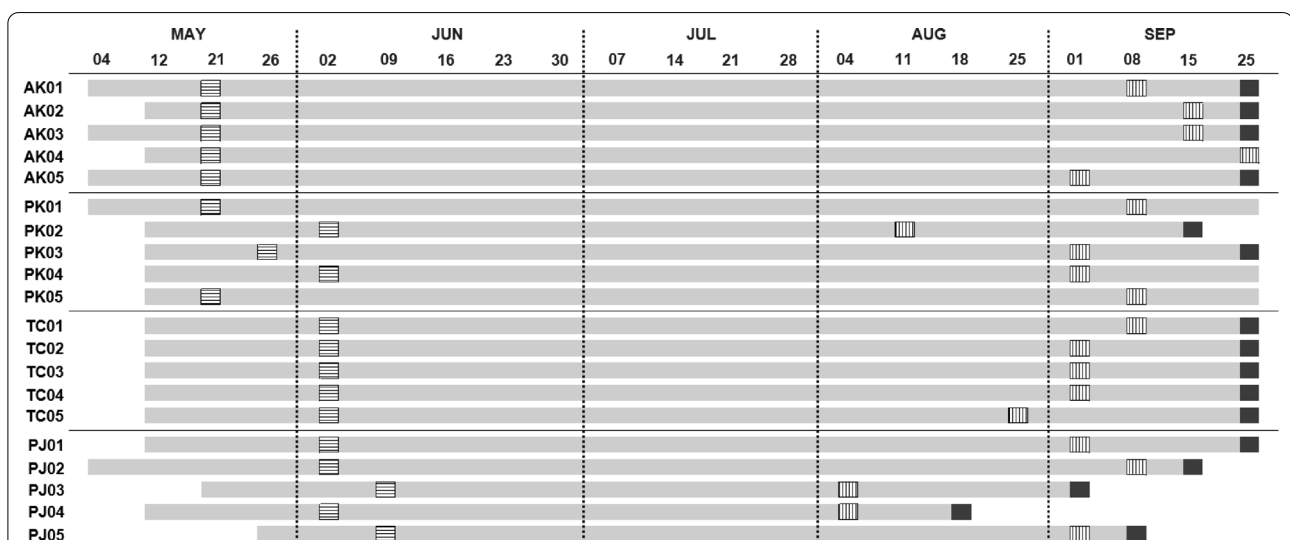 MAY JUN JUL AUG SEP
04 12 21 26 02 09 16 23 30 07 14 21 28 04 11 18 25 01 08 15 25
AK01
AK02
AK03
AK04
AK05
PK01
PK02
PK03
PK04
PK05
TC01
TC02
TC03
TC04
TC05
PJ01
PJ02
PJ03
PJ04
PJ05